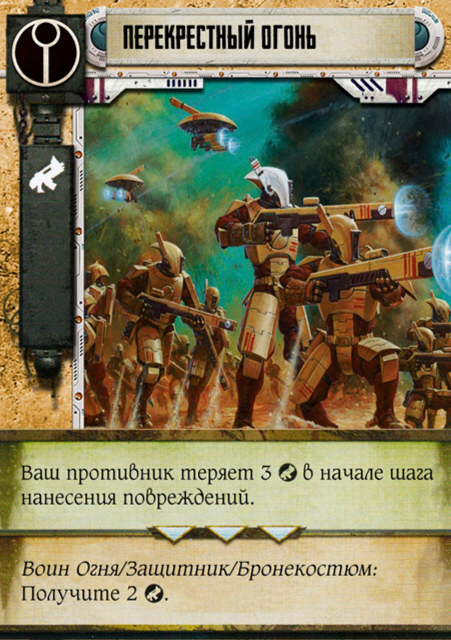 ПЕРЕКРЕСТНЫЙ ОГОНЬ
Ваш противник теряет 3 в начале шага
нанесения повреждений.
Воин Огня/Защитник/Бронекостюм:
Получите 2 .